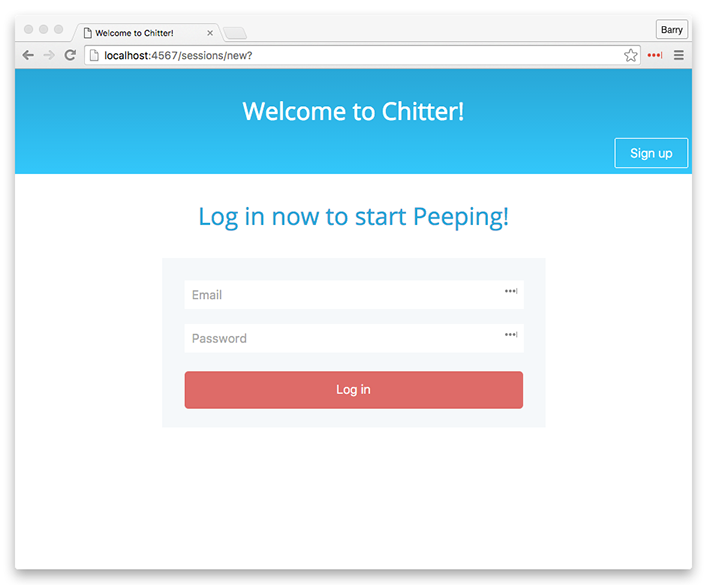 Welcome to Chitter!
Barry
localhost:4567/sessions/new?
Welcome to Chitter!
Sign up
Log in now to start Peeping!
Email
Password
Log in